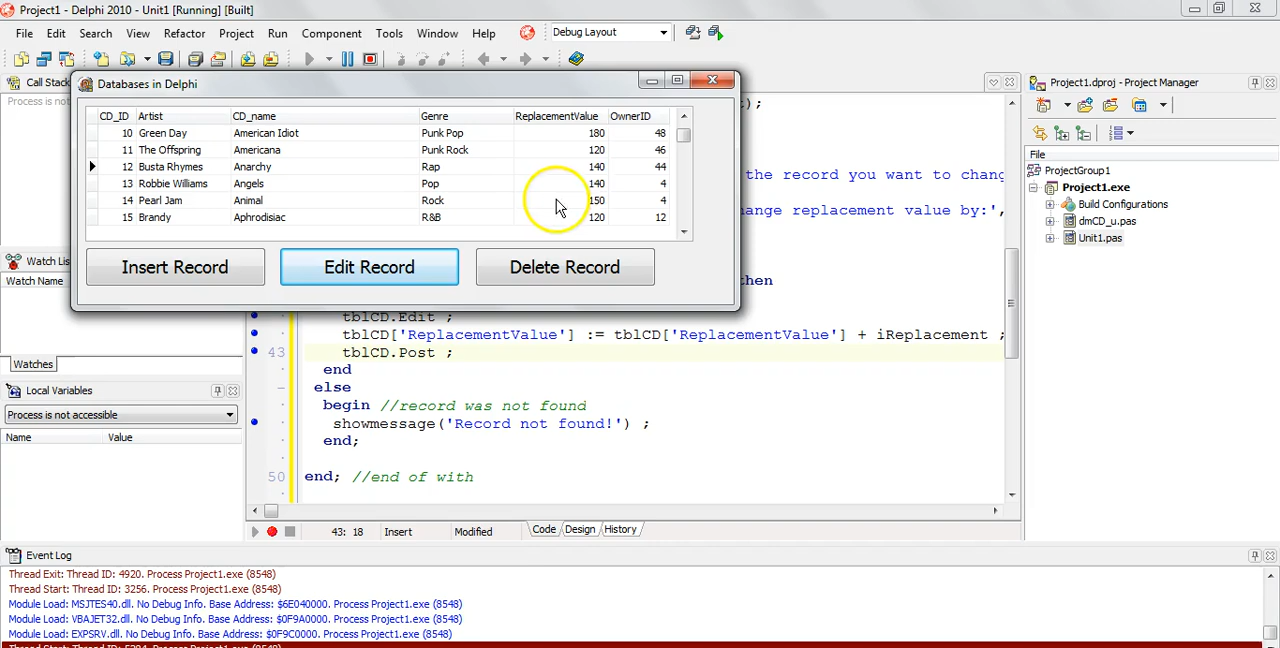 Project1 - Delphi 2010 - Unit1 [Running] [Built]
File Edit Search View Refactor Project Run Component Tools Window Help Debug Layout
Call Stack
Databases in Delphi
Project1.dproj - Project Manager
CD_ID Artist CD_name Genre ReplacementValue OwnerID
10 Green Day American Idiot Punk Pop 180 48
11 The Offspring Americana Punk Rock 120 46
12 Busta Rhymes Anarchy Rap 140 44
13 Robbie Williams Angels Pop 140 4
14 Pearl Jam Animal Rock 150 4
15 Brandy Aphrodisiac R&B 120 12
Insert Record Edit Record Delete Record
Process is not
);
the record you want to chang
change replacement value by:',
then
File
ProjectGroup1
Project1.exe
Build Configurations
dmCD_u.pas
Unit1.pas
Watch Lis
Watch Name
Watches
Local Variables
Process is not accessible
Name Value
tblCD.Edit ;
tblCD['ReplacementValue'] := tblCD['ReplacementValue'] + iReplacement ;
43 tblCD.Post ;
end
else
begin //record was not found
showmessage('Record not found!') ;
end;
50 end; //end of with
43: 18 Insert Modified Code Design History
Event Log
Thread Exit: Thread ID: 4920. Process Project1.exe (8548)
Thread Start: Thread ID: 3256. Process Project1.exe (8548)
Module Load: MSJTES40.dll. No Debug Info. Base Address: $6E040000. Process Project1.exe (8548)
Module Load: VBAJET32.dll. No Debug Info. Base Address: $0F9A0000. Process Project1.exe (8548)
Module Load: EXPSRV.dll. No Debug Info. Base Address: $0F9C0000. Process Project1.exe (8548)